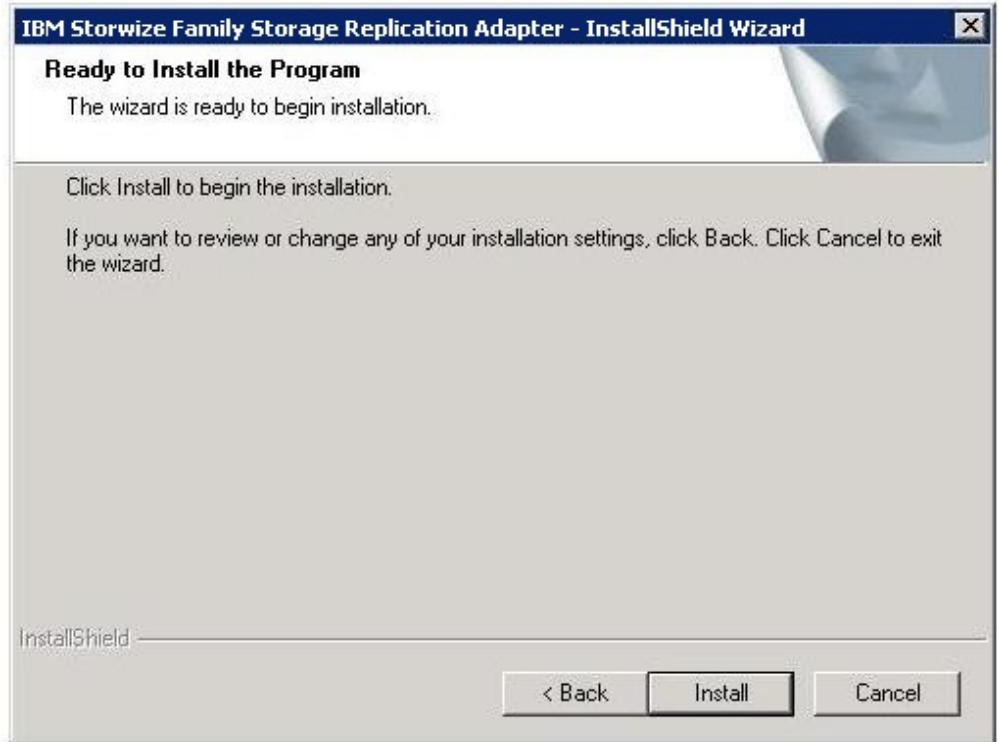 IBM Storwize Family Storage Replication Adapter - InstallShield Wizard
Ready to Install the Program
The wizard is ready to begin installation.
Click Install to begin the installation.
If you want to review or change any of your installation settings, click Back. Click Cancel to exit
the wizard.
InstallShield
< Back
Install
Cancel